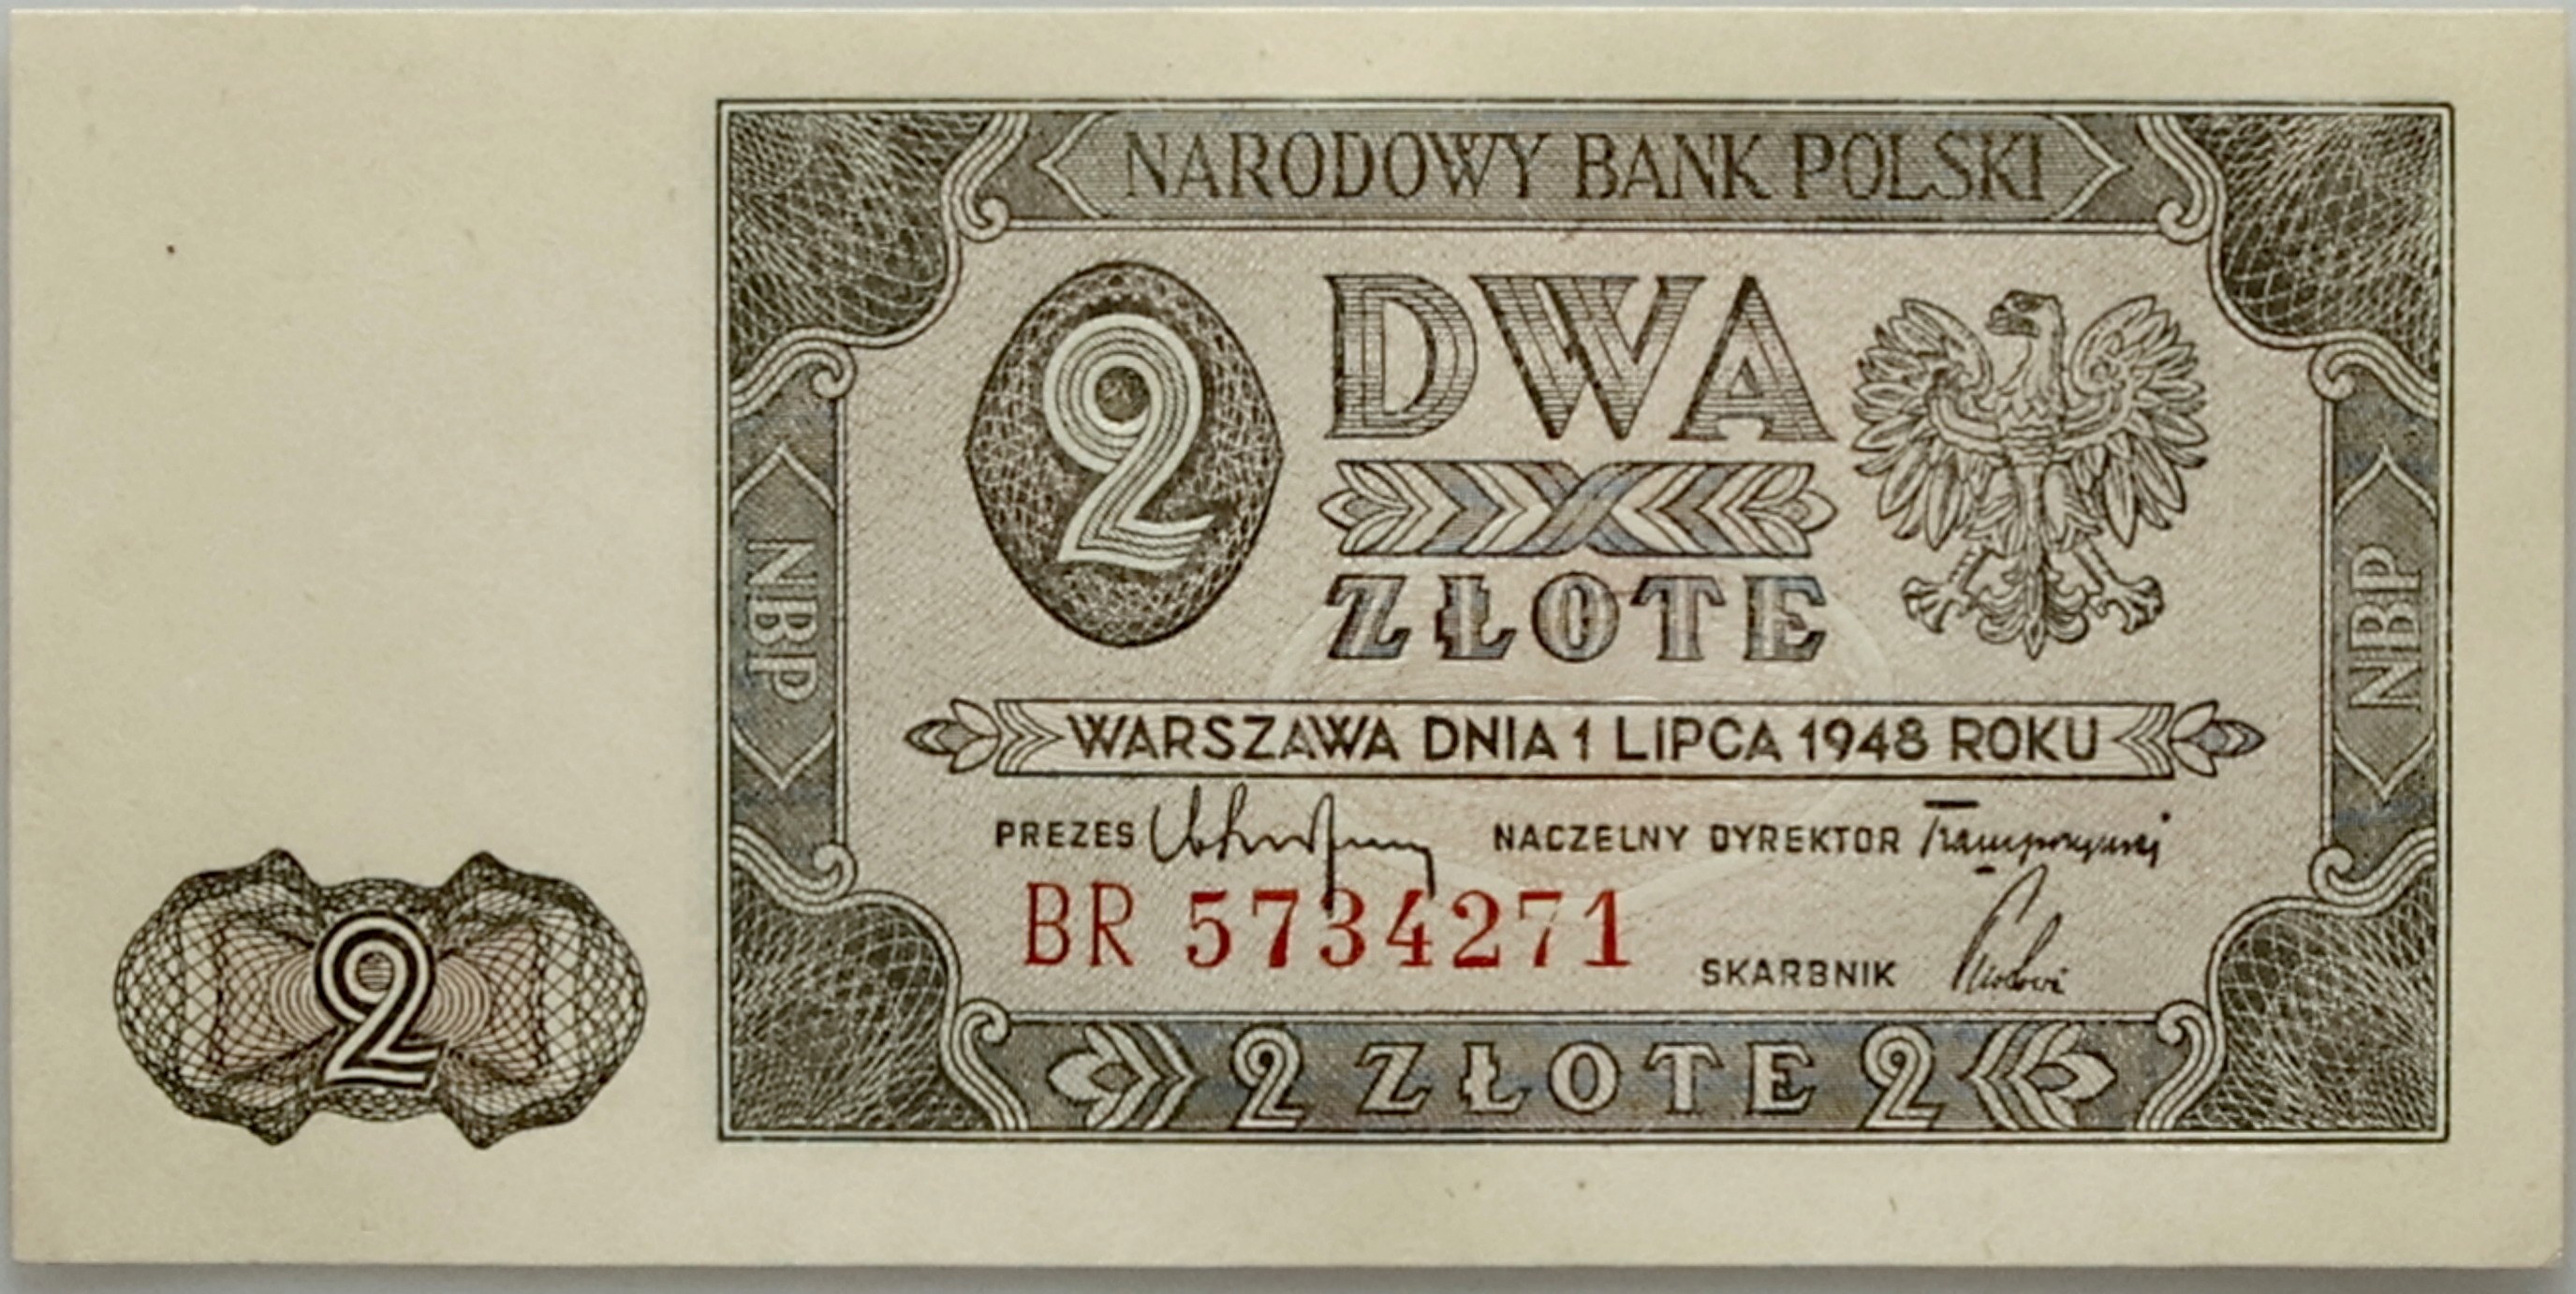 NARODOWY BANK POLSKI
2
DWA
ZŁOTE
NBP
NBP
WARSZAWA DNIA 1 LIPCA 1948 ROKU
PREZES NACZELNY DYREKTOR
BR 5734271
SKARBNIK
2
2 ZŁOTE 2